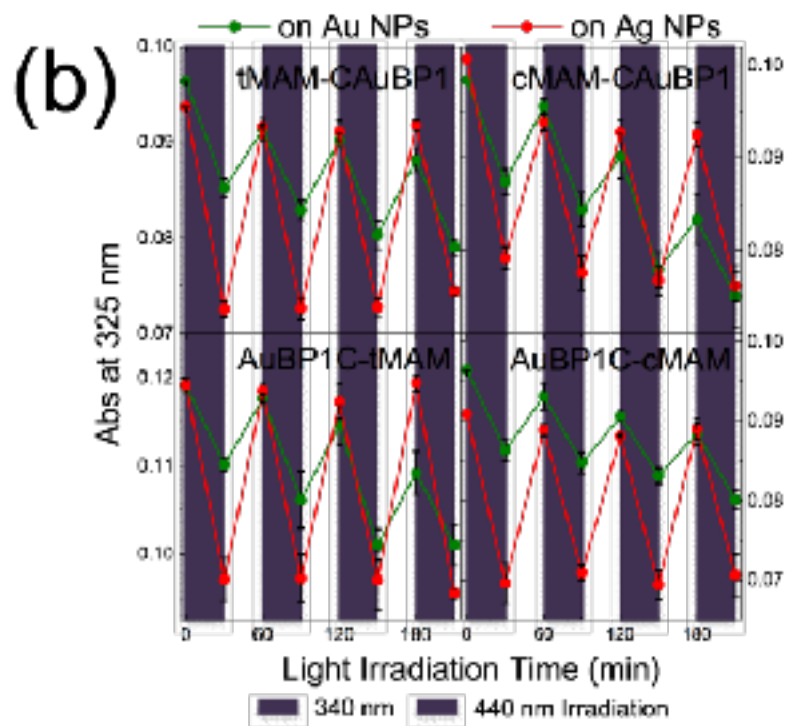 (b)
on Au NPs on Ag NPs
tMAM-CAuBP1 cMAM-CAuBP1
0.10
0.09
0.08
0.07
0.10
0.09
0.08
Abs at 325 nm
AuBP1C-tMAM AuBP1C-cMAM
0.12
0.11
0.10
0.10
0.09
0.08
0.07
0 60 120 180 0 60 120 180
Light Irradiation Time (min)
340 nm 440 nm Irradiation